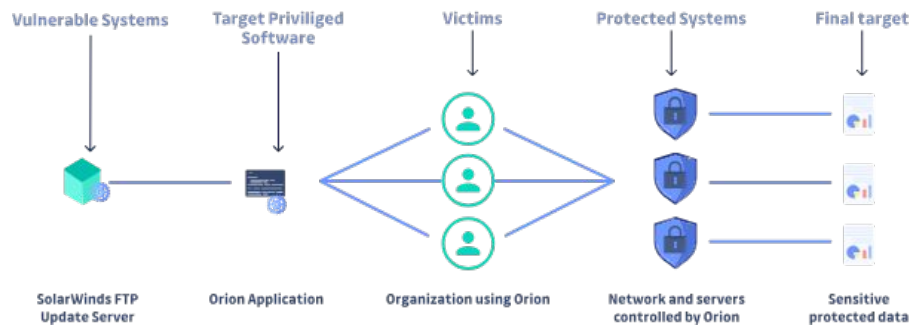 Vulnerable Systems
Target Priviliged
Software
Victims
Protected Systems
Final target
SolarWinds FTP
Update Server
Orion Application
Organization using Orion
Network and servers
controlled by Orion
Sensitive
protected data